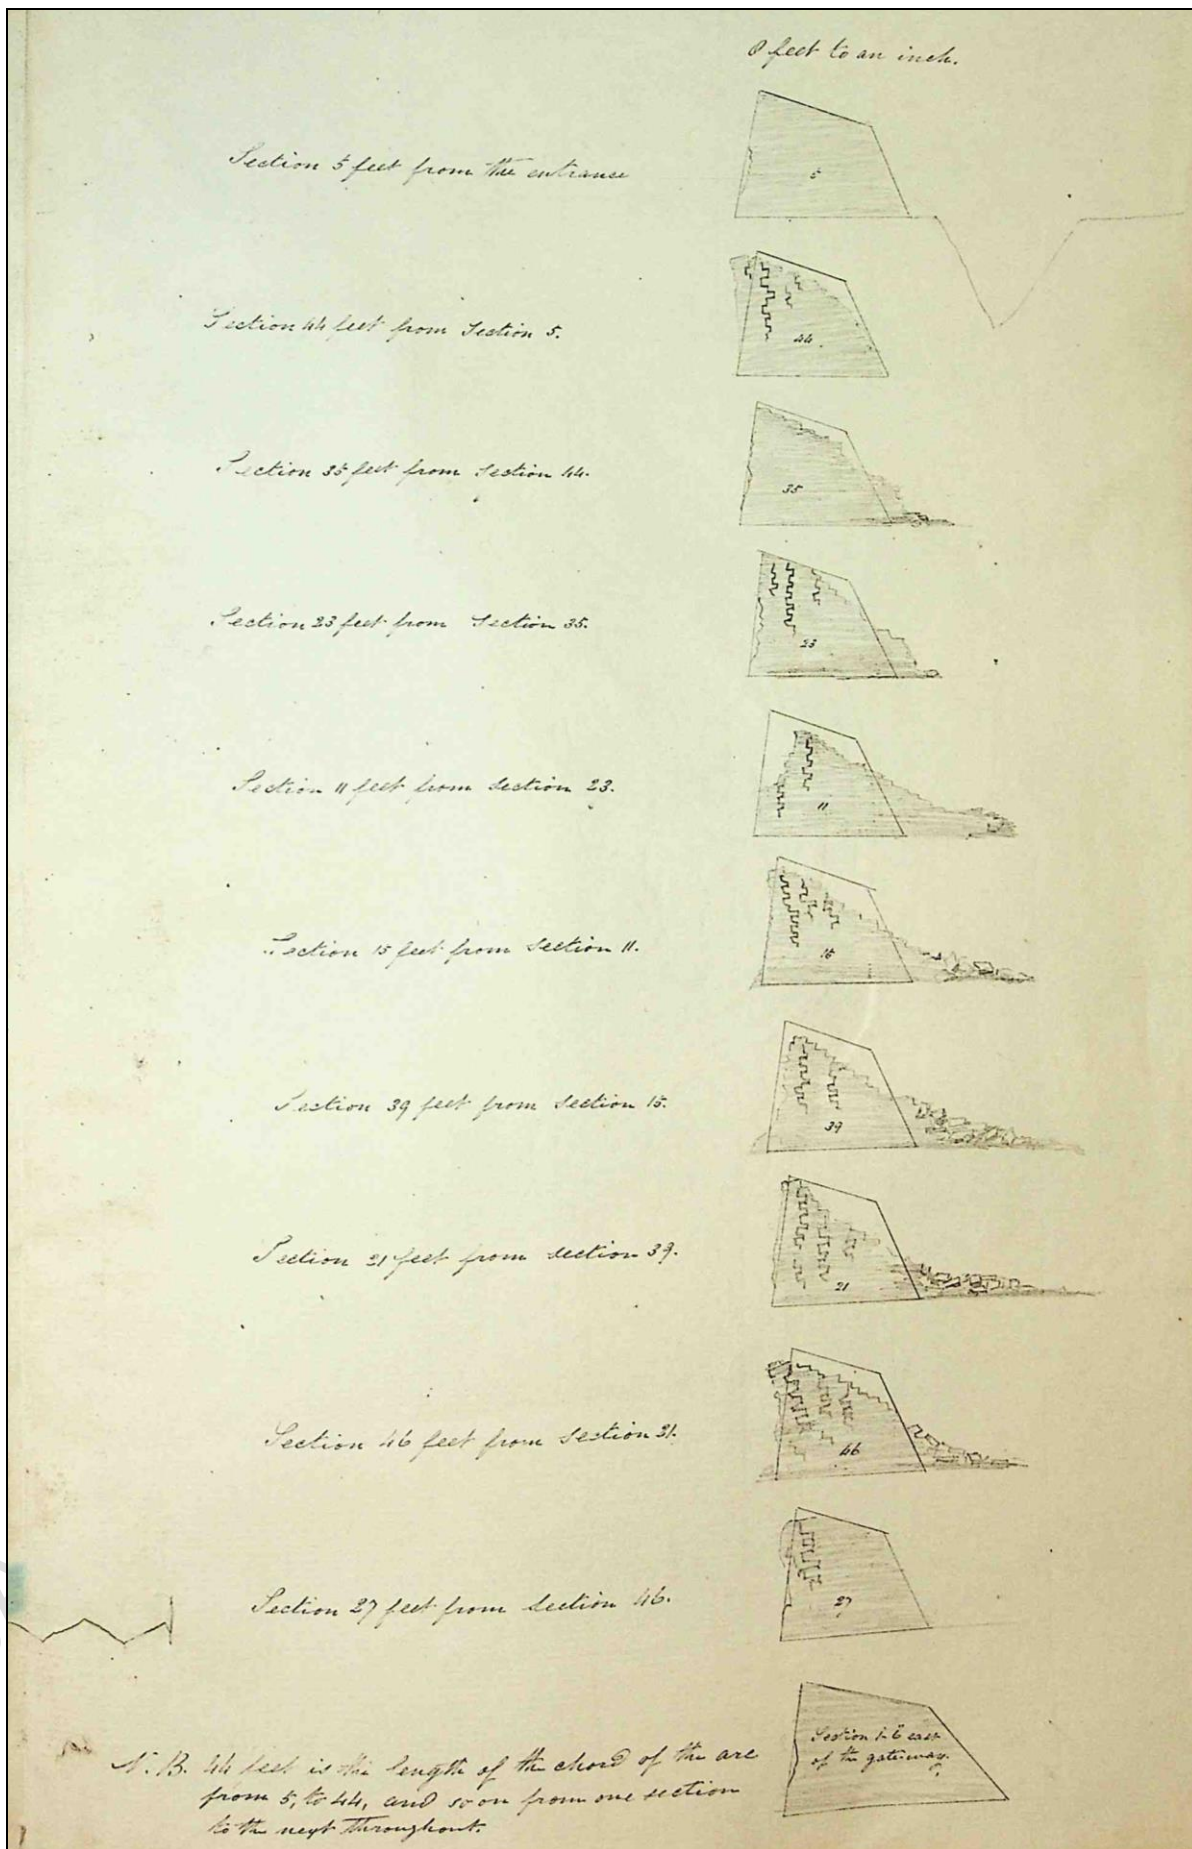 8 feet to an inch.
Section 5 feet from the entranse
5
Section 44 feet from Section 5.
44
Section 35 feet from Section 44.
35
Section 23 feet from Section 35.
23
Section 11 feet from section 23.
11
Section 15 feet from section 11.
15
Section 39 feet from section 15.
39
Section 21 feet from section 39.
21
Section 46 feet from section 21.
46
Section 27 feet from section 46.
27
Section east
of the gateway.
N.B. 44 feet is the length of the chord of the arc
from 5, to 44, and so on from one section
to the next throughout.